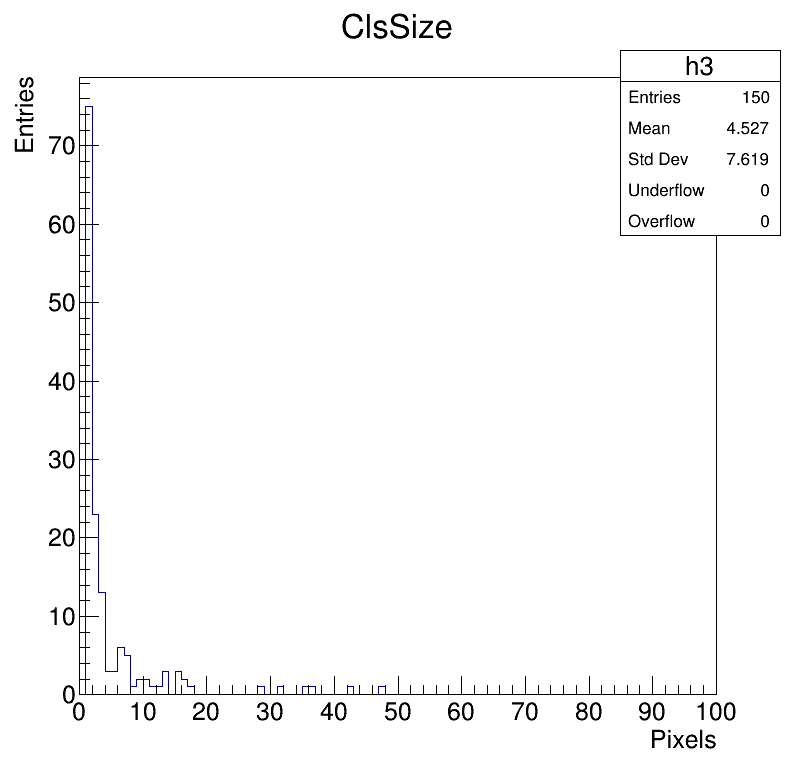 ClsSize
h3
Entries 150
Mean 4.527
Std Dev 7.619
Underflow 0
Overflow 0
Entries
70
60
50
40
30
20
10
0
0 10 20 30 40 50 60 70 80 90 100
Pixels